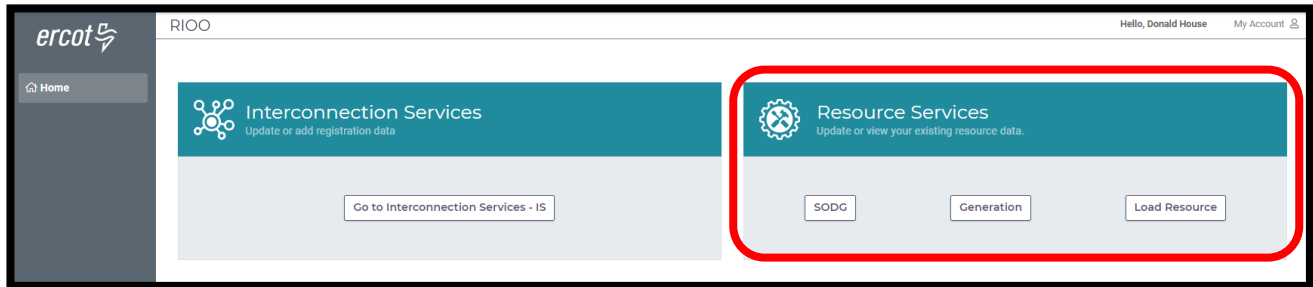 ercot
RIOO
Hello, Donald House
My Account
Home
Interconnection Services
Update or add registration data
Go to Interconnection Services - IS
Resource Services
Update or view your existing resource data.
SODG
Generation
Load Resource